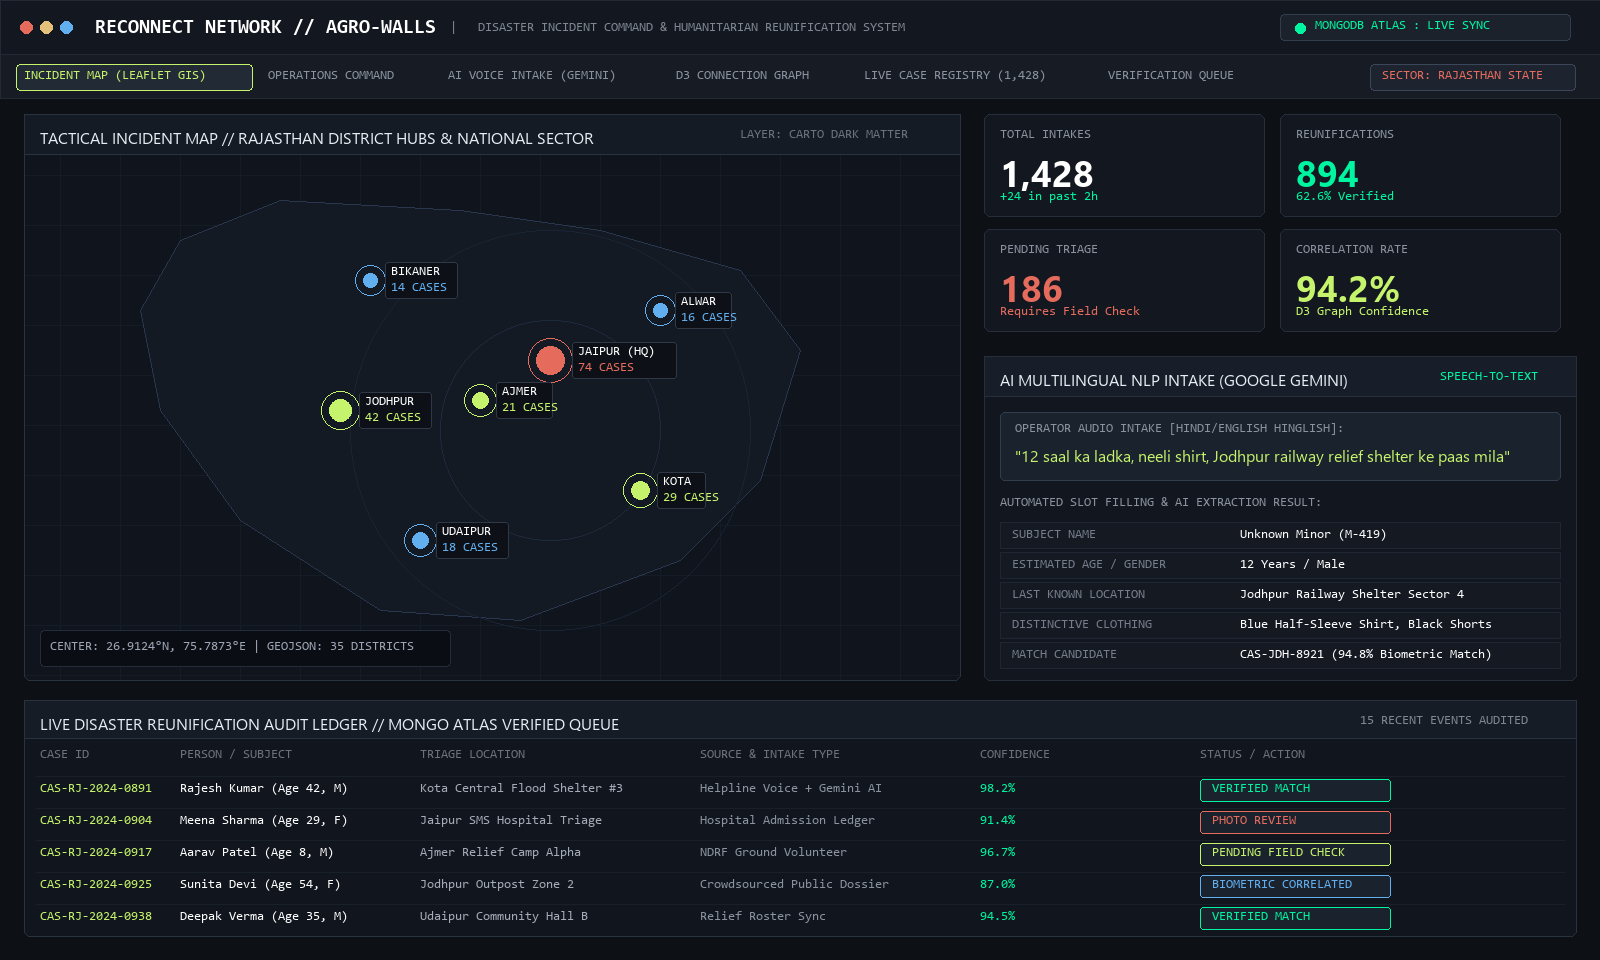 RECONNECT NETWORK // AGRO-WALLS | DISASTER INCIDENT COMMAND & HUMANITARIAN REUNIFICATION SYSTEM
MONGODB ATLAS : LIVE SYNC
INCIDENT MAP (LEAFLET GIS)
OPERATIONS COMMAND
AI VOICE INTAKE (GEMINI)
D3 CONNECTION GRAPH
LIVE CASE REGISTRY (1,428)
VERIFICATION QUEUE
SECTOR: RAJASTHAN STATE
TACTICAL INCIDENT MAP // RAJASTHAN DISTRICT HUBS & NATIONAL SECTOR
LAYER: CARTO DARK MATTER
BIKANER
14 CASES
ALWAR
16 CASES
JAIPUR (HQ)
74 CASES
AJMER
21 CASES
JODHPUR
42 CASES
KOTA
29 CASES
UDAIPUR
18 CASES
CENTER: 26.9124°N, 75.7873°E | GEOJSON: 35 DISTRICTS
TOTAL INTAKES
1,428
+24 in past 2h
REUNIFICATIONS
894
62.6% Verified
PENDING TRIAGE
186
Requires Field Check
CORRELATION RATE
94.2%
D3 Graph Confidence
AI MULTILINGUAL NLP INTAKE (GOOGLE GEMINI)
SPEECH-TO-TEXT
OPERATOR AUDIO INTAKE [HINDI/ENGLISH HINGLISH]:
"12 saal ka ladka, neeli shirt, Jodhpur railway relief shelter ke paas mila"
AUTOMATED SLOT FILLING & AI EXTRACTION RESULT:
SUBJECT NAME Unknown Minor (M-419)
ESTIMATED AGE / GENDER 12 Years / Male
LAST KNOWN LOCATION Jodhpur Railway Shelter Sector 4
DISTINCTIVE CLOTHING Blue Half-Sleeve Shirt, Black Shorts
MATCH CANDIDATE CAS-JDH-8921 (94.8% Biometric Match)
LIVE DISASTER REUNIFICATION AUDIT LEDGER // MONGO ATLAS VERIFIED QUEUE
15 RECENT EVENTS AUDITED
CASE ID PERSON / SUBJECT TRIAGE LOCATION SOURCE & INTAKE TYPE CONFIDENCE STATUS / ACTION
CAS-RJ-2024-0891 Rajesh Kumar (Age 42, M) Kota Central Flood Shelter #3 Helpline Voice + Gemini AI 98.2% VERIFIED MATCH
CAS-RJ-2024-0904 Meena Sharma (Age 29, F) Jaipur SMS Hospital Triage Hospital Admission Ledger 91.4% PHOTO REVIEW
CAS-RJ-2024-0917 Aarav Patel (Age 8, M) Ajmer Relief Camp Alpha NDRF Ground Volunteer 96.7% PENDING FIELD CHECK
CAS-RJ-2024-0925 Sunita Devi (Age 54, F) Jodhpur Outpost Zone 2 Crowdsourced Public Dossier 87.0% BIOMETRIC CORRELATED
CAS-RJ-2024-0938 Deepak Verma (Age 35, M) Udaipur Community Hall B Relief Roster Sync 94.5% VERIFIED MATCH